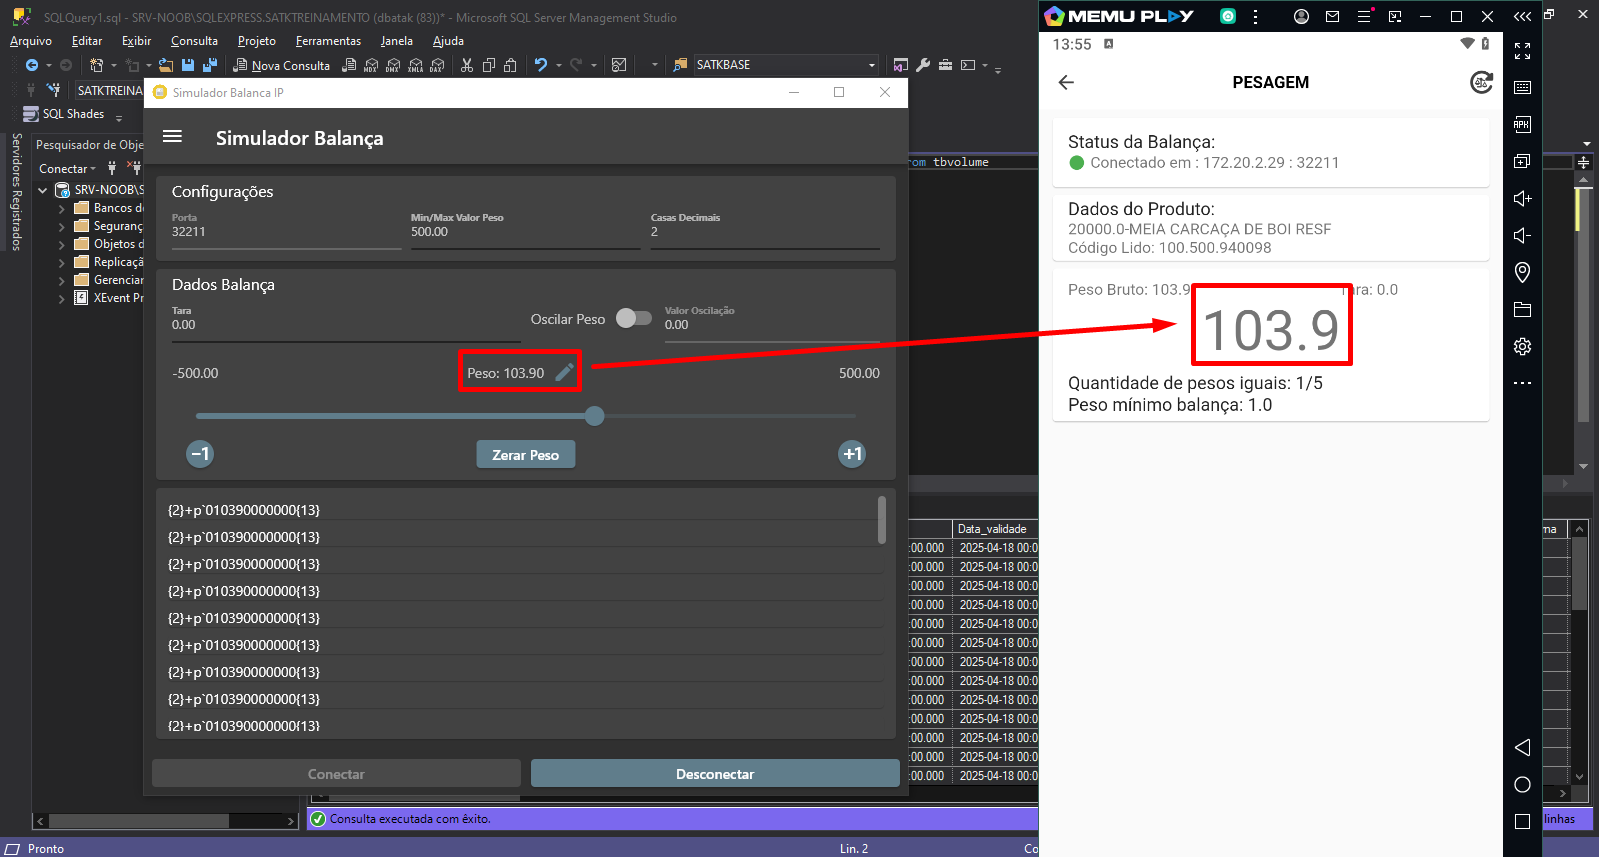 SQLQuery1.sql - SRV-NOOB\SQLEXPRESS.SATKTREINAMENTO (dbatak (83))* - Microsoft SQL Server Management Studio
Arquivo Editar Exibir Consulta Projeto Ferramentas Janela Ajuda
Nova Consulta
MDX DMX XMLA DAX
SATKBASE
SATKTREINA
SQL Shades
Servidores Registrados
Pesquisador de Obje
Conectar
SRV-NOOB\S
Bancos de
Seguranç
Objetos d
Replicaçã
Gerenciar
XEvent Pr
Simulador Balanca IP
Simulador Balança
Configurações
Porta
32211
Min/Max Valor Peso
500.00
Casas Decimais
2
Dados Balança
Tara
0.00
Oscilar Peso
Valor Oscilação
0.00
-500.00
Peso: 103.90
500.00
−1
Zerar Peso
+1
{2}+p`010390000000{13}
{2}+p`010390000000{13}
{2}+p`010390000000{13}
{2}+p`010390000000{13}
{2}+p`010390000000{13}
{2}+p`010390000000{13}
{2}+p`010390000000{13}
{2}+p`010390000000{13}
{2}+p`010390000000{13}
Conectar
Desconectar
from tbvolume
Data_validade
:00.000 2025-04-18 00:0
:00.000 2025-04-18 00:0
:00.000 2025-04-18 00:0
:00.000 2025-04-18 00:0
:00.000 2025-04-18 00:0
:00.000 2025-04-18 00:0
:00.000 2025-04-18 00:0
:00.000 2025-04-18 00:0
:00.000 2025-04-18 00:0
:00.000 2025-04-18 00:0
:00.000 2025-04-18 00:0
:00.000 2025-04-18 00:0
:00.000 2025-04-18 00:0
ma
Consulta executada com êxito.
linhas
Pronto
Lin. 2
Co
MEMU PLAY
13:55
A
PESAGEM
Status da Balança:
Conectado em : 172.20.2.29 : 32211
Dados do Produto:
20000.0-MEIA CARCAÇA DE BOI RESF
Código Lido: 100.500.940098
Peso Bruto: 103.9
Tara: 0.0
103.9
Quantidade de pesos iguais: 1/5
Peso mínimo balança: 1.0
APK